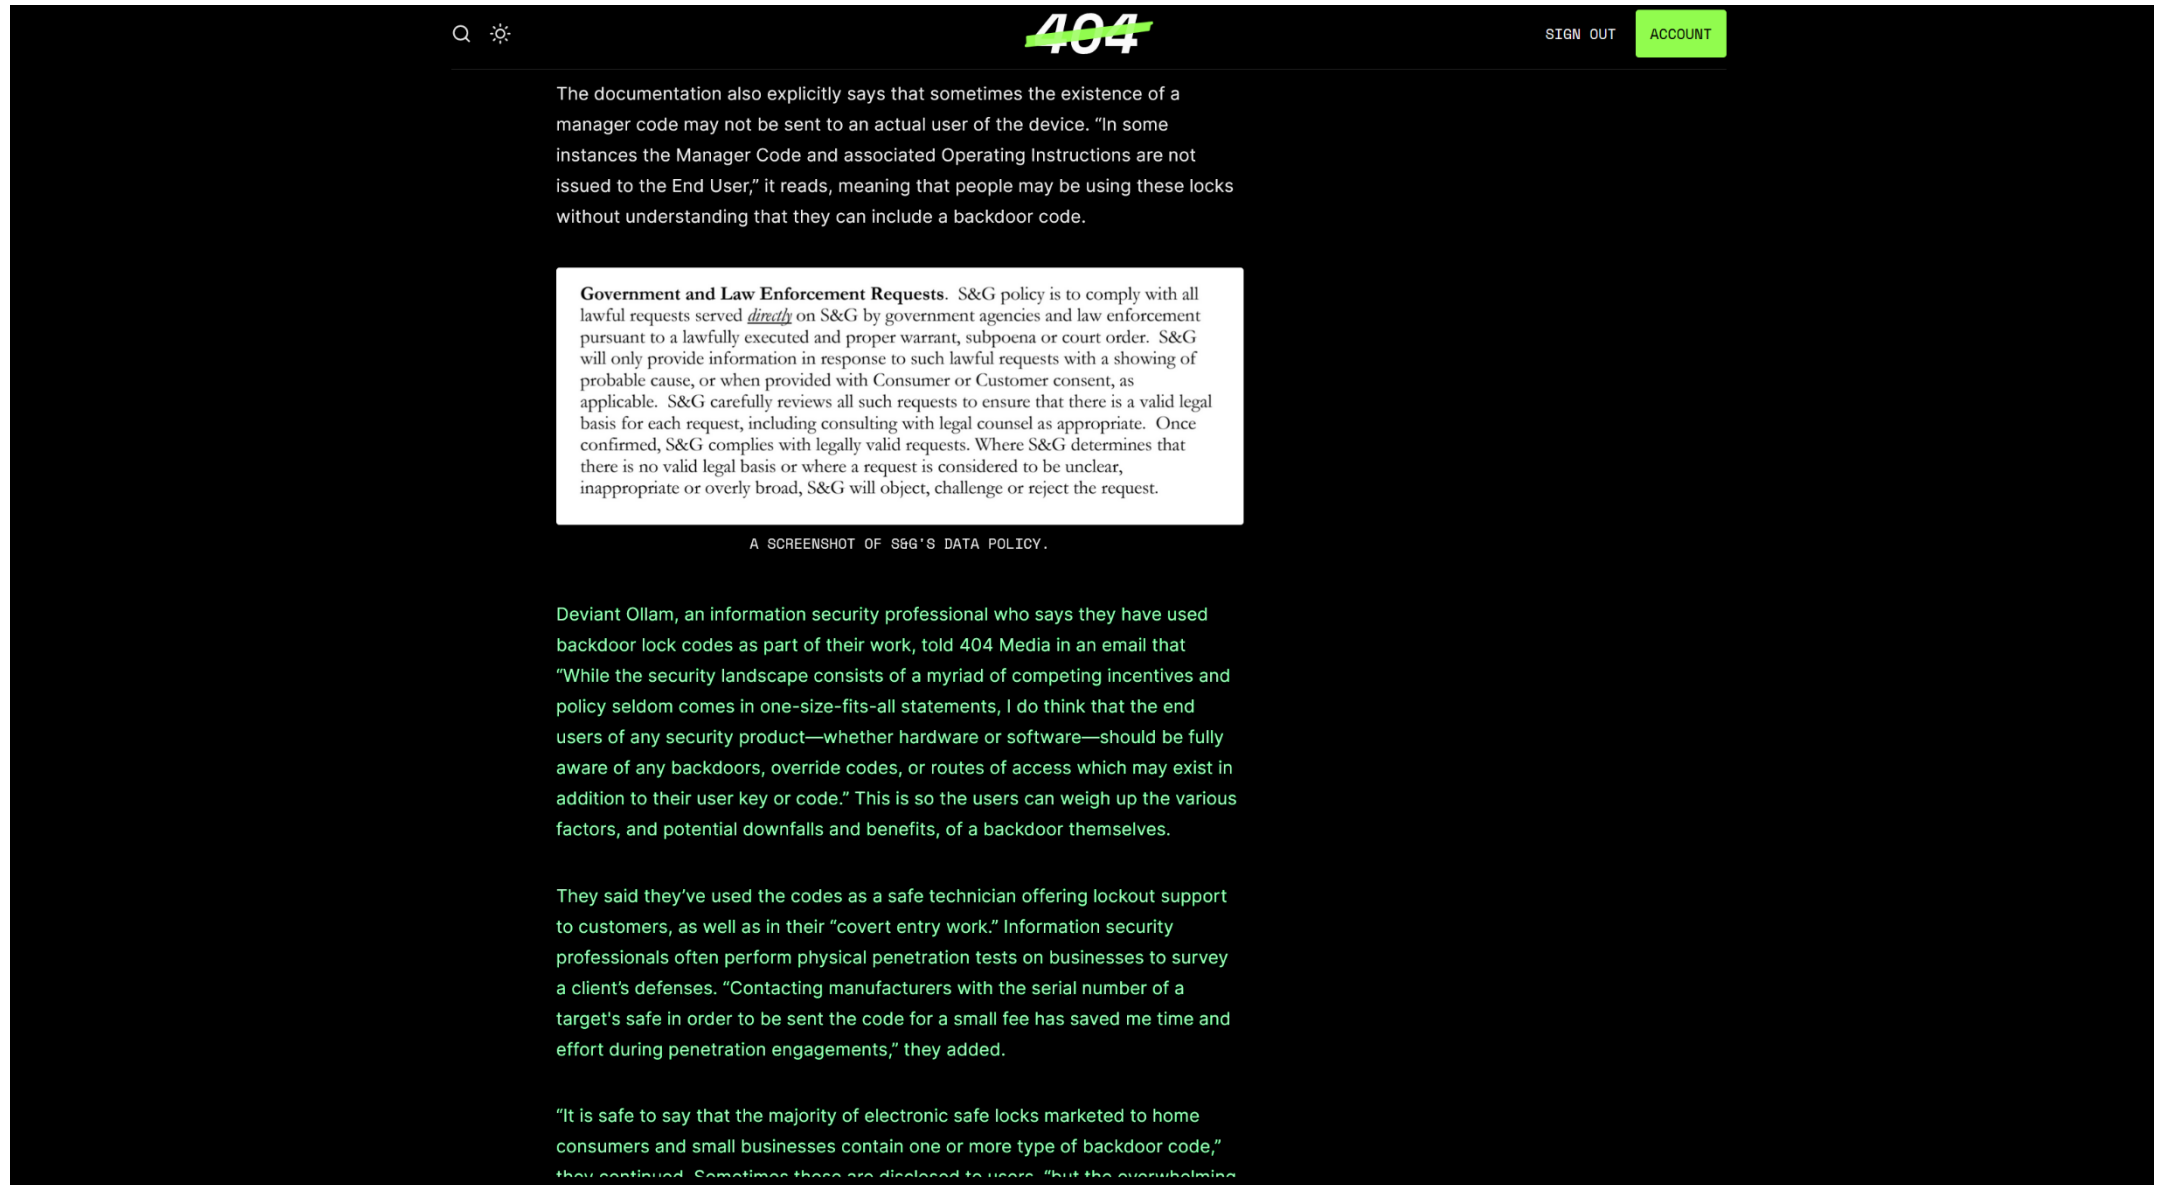 404
SIGN OUT
ACCOUNT
The documentation also explicitly says that sometimes the existence of a
manager code may not be sent to an actual user of the device. “In some
instances the Manager Code and associated Operating Instructions are not
issued to the End User,” it reads, meaning that people may be using these locks
without understanding that they can include a backdoor code.
Government and Law Enforcement Requests. S&G policy is to comply with all
lawful requests served directly on S&G by government agencies and law enforcement
pursuant to a lawfully executed and proper warrant, subpoena or court order. S&G
will only provide information in response to such lawful requests with a showing of
probable cause, or when provided with Consumer or Customer consent, as
applicable. S&G carefully reviews all such requests to ensure that there is a valid legal
basis for each request, including consulting with legal counsel as appropriate. Once
confirmed, S&G complies with legally valid requests. Where S&G determines that
there is no valid legal basis or where a request is considered to be unclear,
inappropriate or overly broad, S&G will object, challenge or reject the request.
A SCREENSHOT OF S&G'S DATA POLICY.
Deviant Ollam, an information security professional who says they have used
backdoor lock codes as part of their work, told 404 Media in an email that
“While the security landscape consists of a myriad of competing incentives and
policy seldom comes in one-size-fits-all statements, I do think that the end
users of any security product—whether hardware or software—should be fully
aware of any backdoors, override codes, or routes of access which may exist in
addition to their user key or code.” This is so the users can weigh up the various
factors, and potential downfalls and benefits, of a backdoor themselves.
They said they’ve used the codes as a safe technician offering lockout support
to customers, as well as in their “covert entry work.” Information security
professionals often perform physical penetration tests on businesses to survey
a client’s defenses. “Contacting manufacturers with the serial number of a
target's safe in order to be sent the code for a small fee has saved me time and
effort during penetration engagements,” they added.
“It is safe to say that the majority of electronic safe locks marketed to home
consumers and small businesses contain one or more type of backdoor code,”
they continued. Sometimes these are disclosed to users, “but the overwhelming